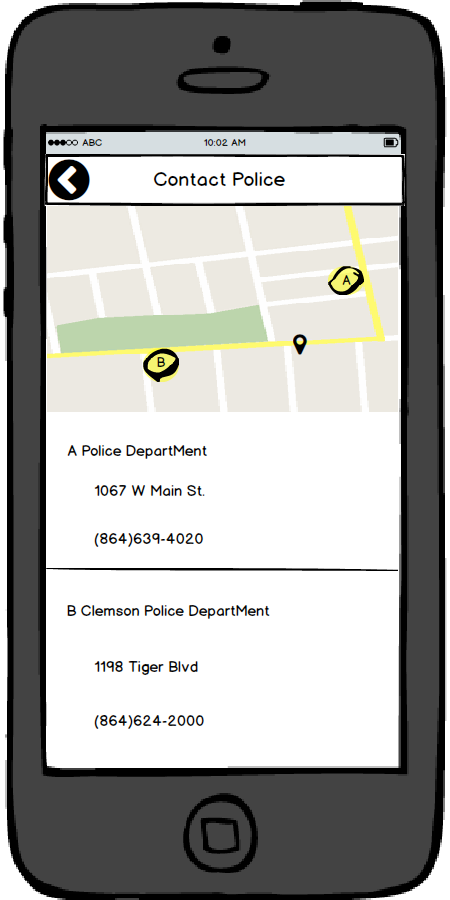 ABC 10:02 AM
Contact Police
A
B
A Police DepartMent
1067 W Main St.
(864)639-4020
B Clemson Police DepartMent
1198 Tiger Blvd
(864)624-2000